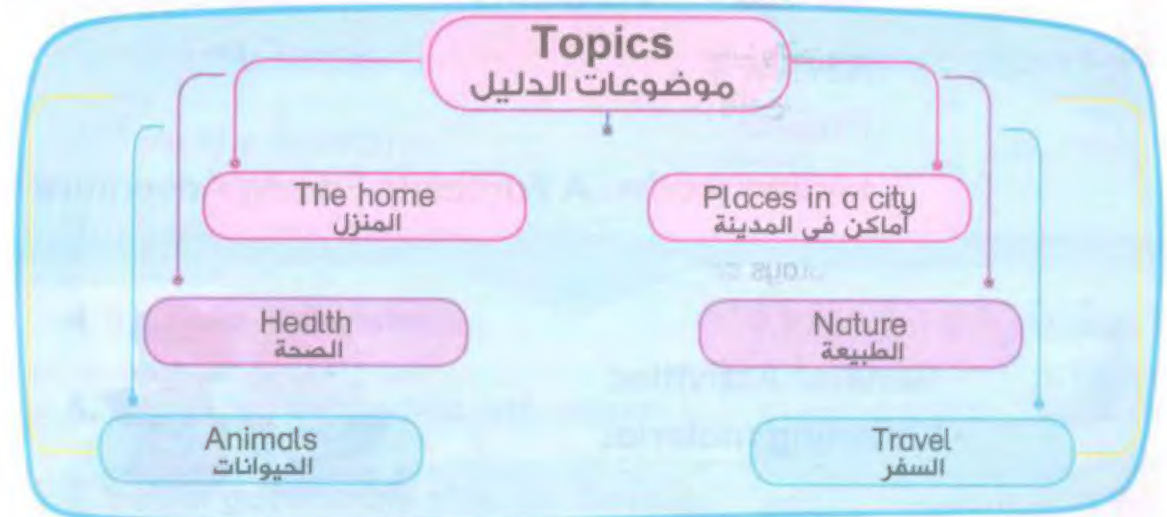 Topics
موضوعات الدليل
The home
المنزل
Places in a city
أماكن فى المدينة
Health
الصحة
Nature
الطبيعة
Animals
الحيوانات
Travel
السفر